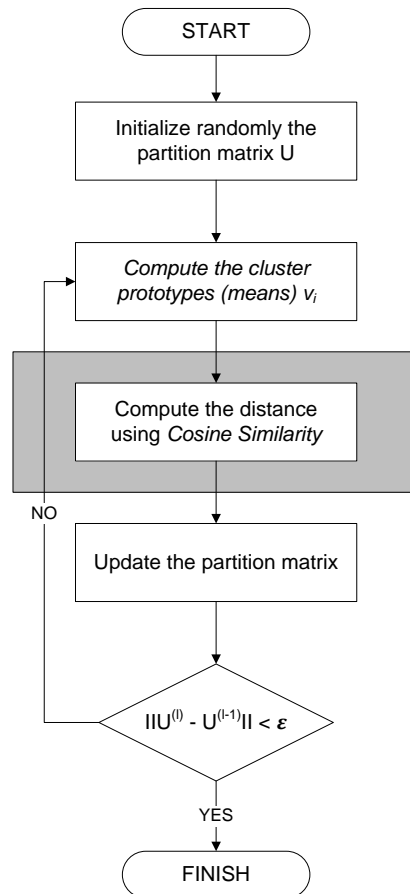 START
Initialize randomly the
partition matrix U
Compute the cluster
prototypes (means) vᵢ
Compute the distance
using Cosine Similarity
NO
Update the partition matrix
IIU⁽ˡ⁾ - U⁽ˡ⁻¹⁾II < ε
YES
FINISH